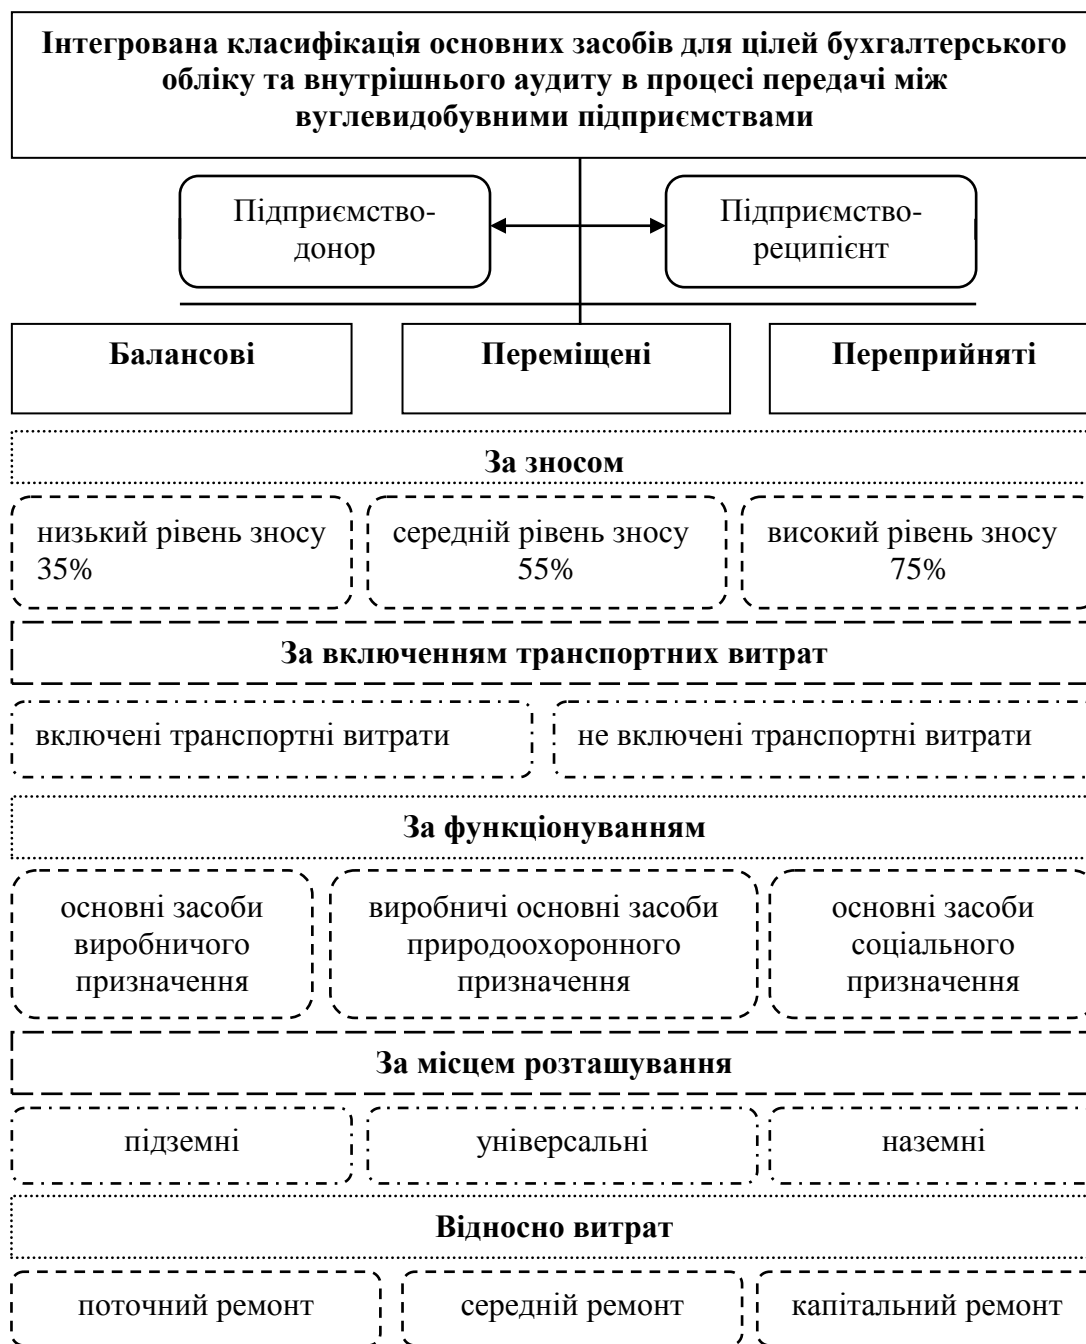 Інтегрована класифікація основних засобів для цілей бухгалтерського
обліку та внутрішнього аудиту в процесі передачі між
вуглевидобувними підприємствами
Підприємство-
донор
Підприємство-
реципієнт
Балансові
Переміщені
Переприйняті
За зносом
низький рівень зносу
35%
середній рівень зносу
55%
високий рівень зносу
75%
За включенням транспортних витрат
включені транспортні витрати
не включені транспортні витрати
За функціонуванням
основні засоби
виробничого
призначення
виробничі основні засоби
природоохоронного
призначення
основні засоби
соціального
призначення
За місцем розташування
підземні
універсальні
наземні
Відносно витрат
поточний ремонт
середній ремонт
капітальний ремонт